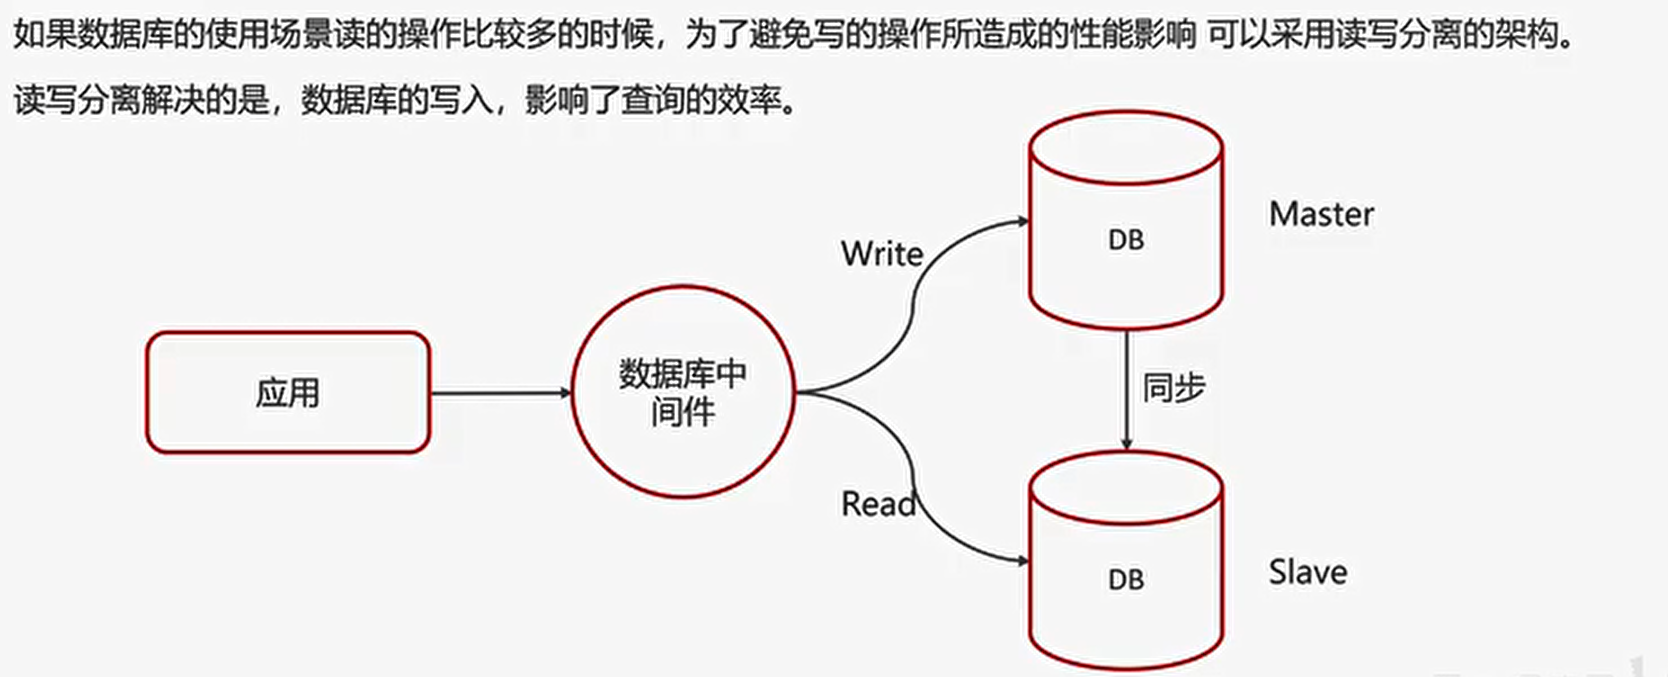 如果数据库的使用场景读的操作比较多的时候，为了避免写的操作所造成的性能影响 可以采用读写分离的架构。
读写分离解决的是，数据库的写入，影响了查询的效率。
Master
Write
DB
应用
数据库中
间件
同步
Read
DB
Slave